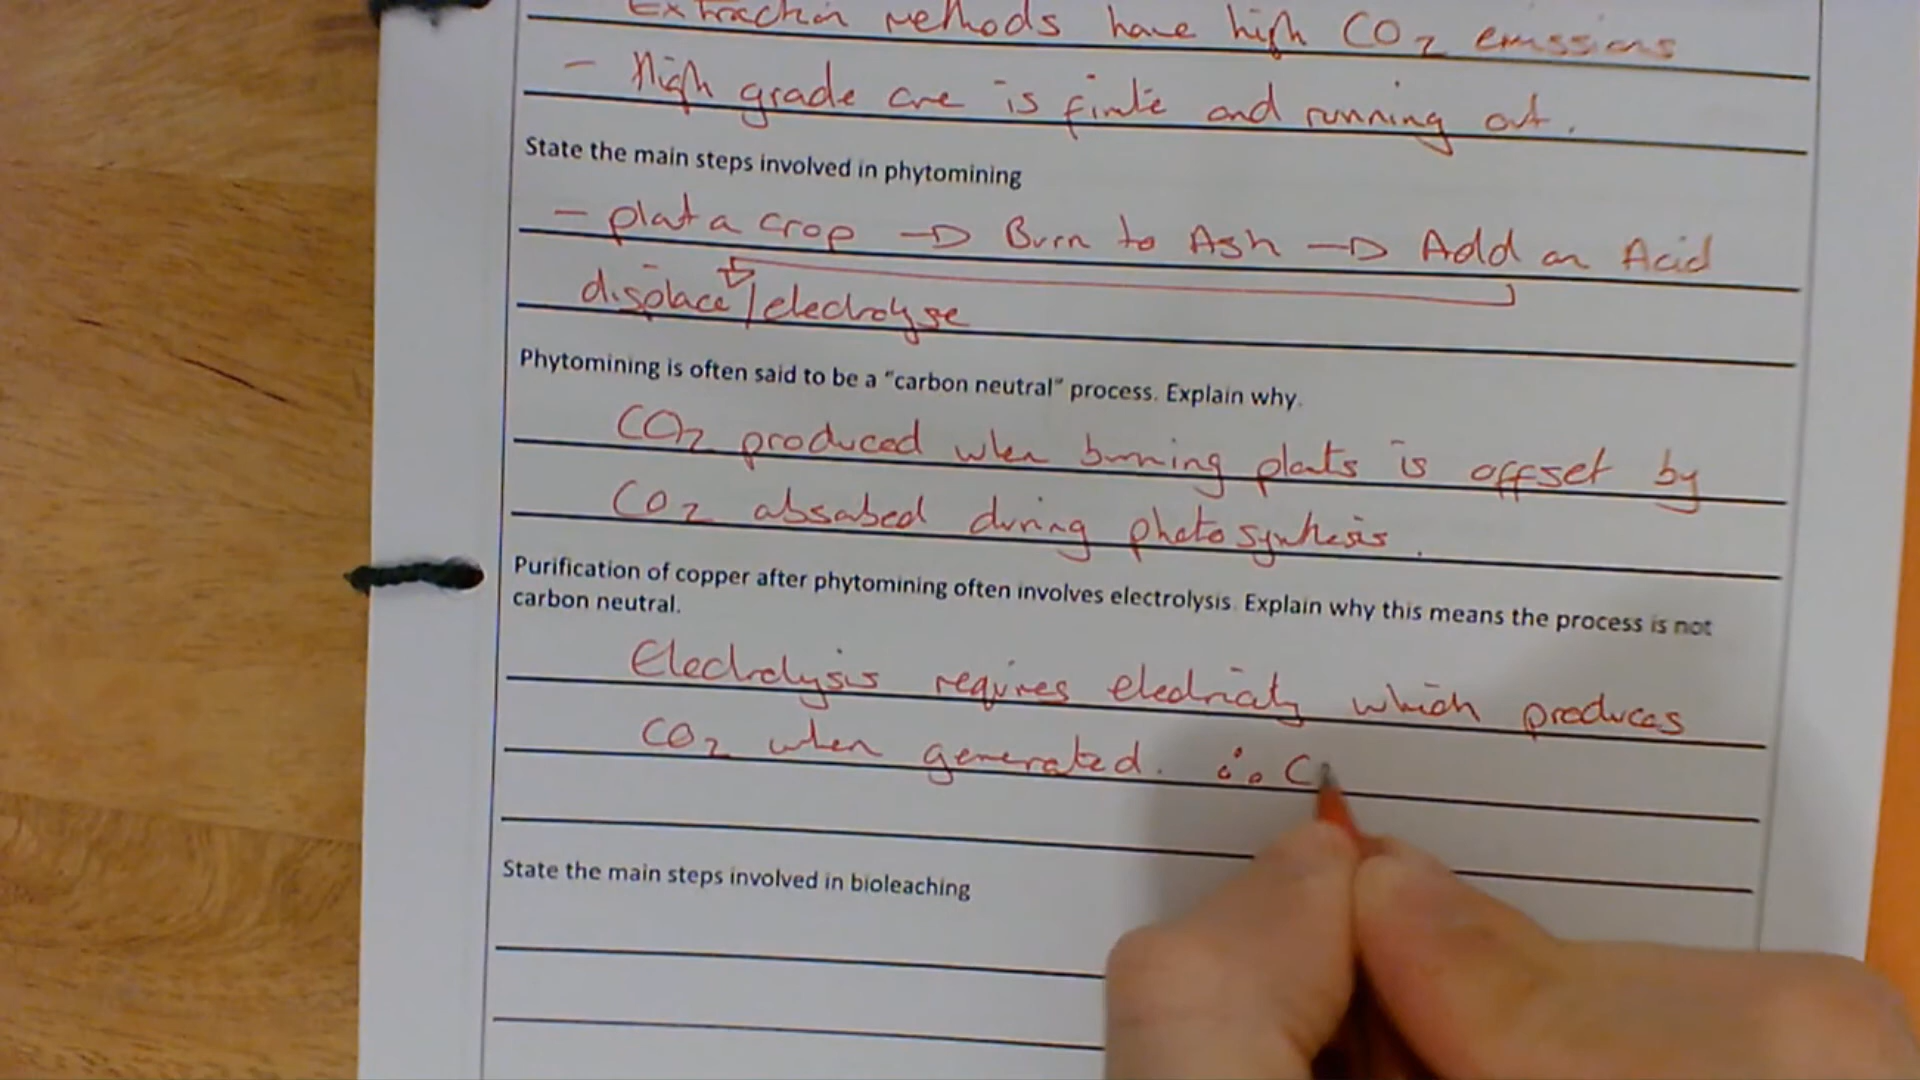 Extraction methods have high CO2 emissions
- High grade ore is finite and running out.
State the main steps involved in phytomining
- plant a crop → Burn to Ash → Add an Acid
displace/electrolyse
Phytomining is often said to be a "carbon neutral" process. Explain why.
CO2 produced when burning plants is offset by
CO2 absorbed during photosynthesis.
Purification of copper after phytomining often involves electrolysis. Explain why this means the process is not
carbon neutral.
Electrolysis requires electricity which produces
CO2 when generated. ∴ C
State the main steps involved in bioleaching